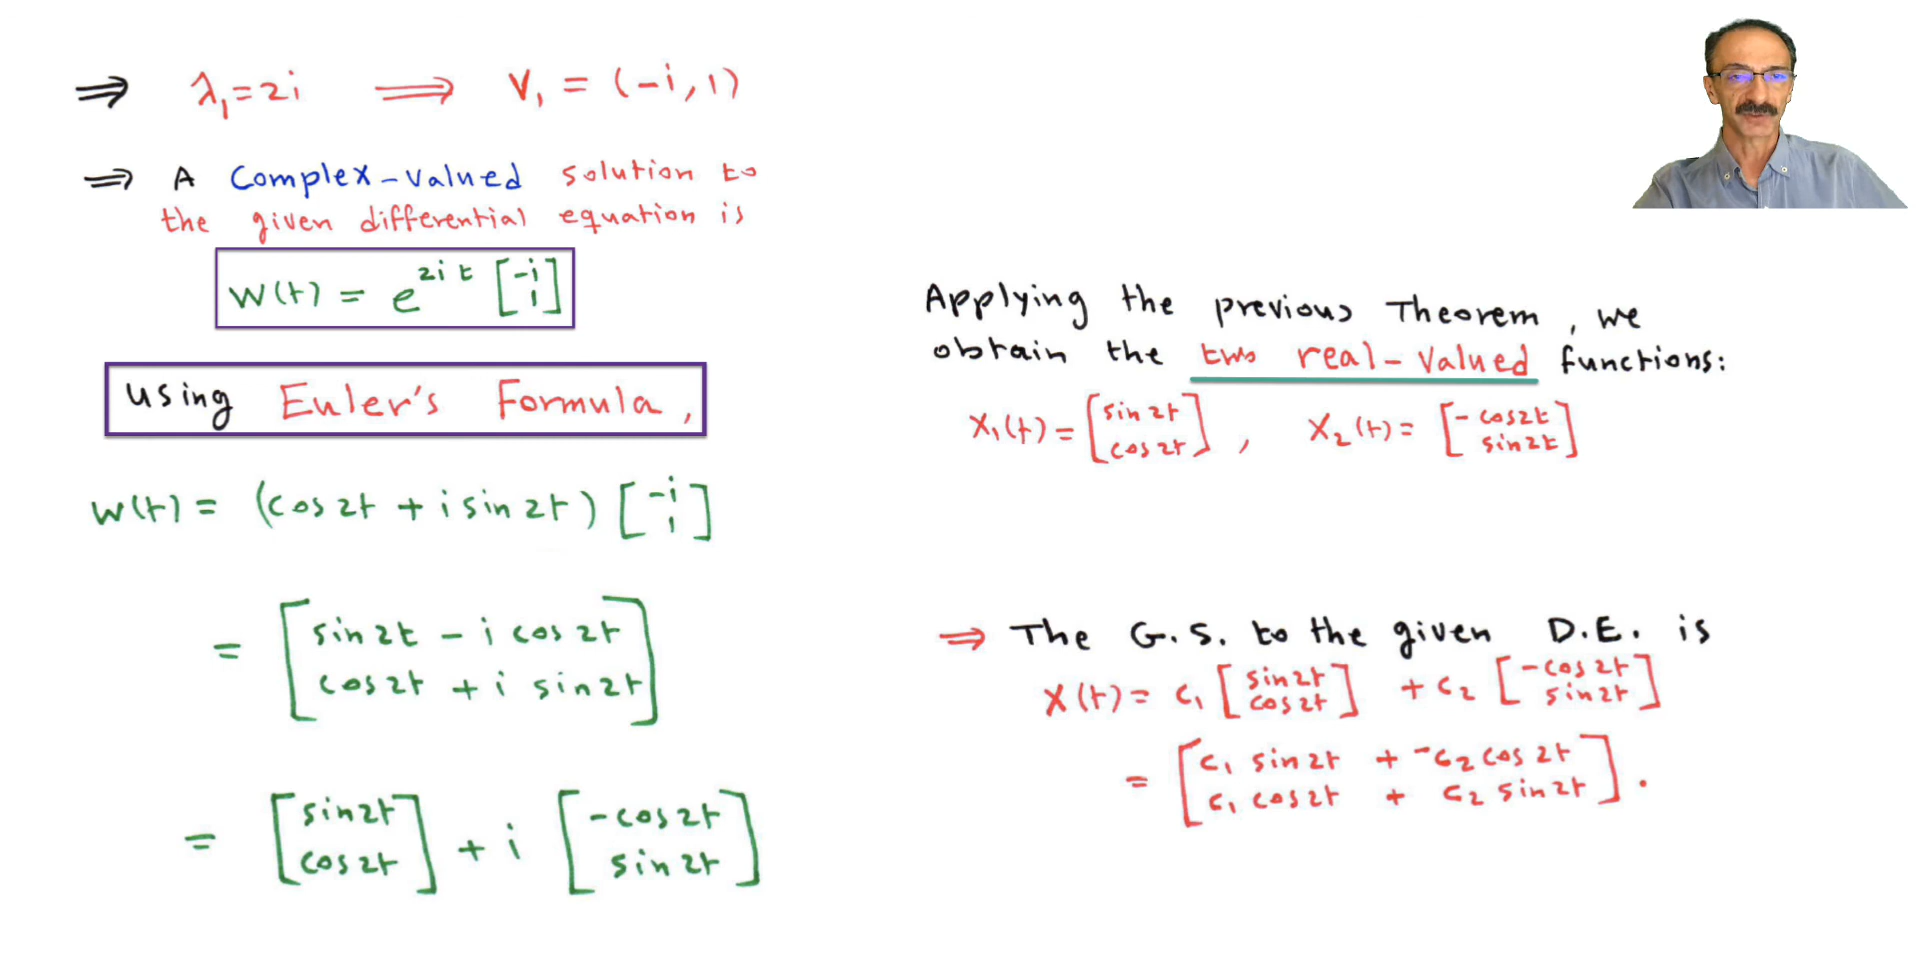 ⇒ λ₁=2i ⟹ V₁ = (-i, 1)
⇒ A Complex-valued solution to
the given differential equation is
W(t) = e^{2it} [-i; 1]
using Euler's Formula,
W(t) = (cos 2t + i sin 2t) [-i; 1]
= [sin 2t - i cos 2t; cos 2t + i sin 2t]
= [sin 2t; cos 2t] + i [-cos 2t; sin 2t]
Applying the previous Theorem, we
obtain the two real-valued functions:
X₁(t) = [sin 2t; cos 2t], X₂(t) = [-cos 2t; sin 2t]
⇒ The G.S. to the given D.E. is
X(t) = c₁ [sin 2t; cos 2t] + c₂ [-cos 2t; sin 2t]
= [c₁ sin 2t + -c₂ cos 2t; c₁ cos 2t + c₂ sin 2t].